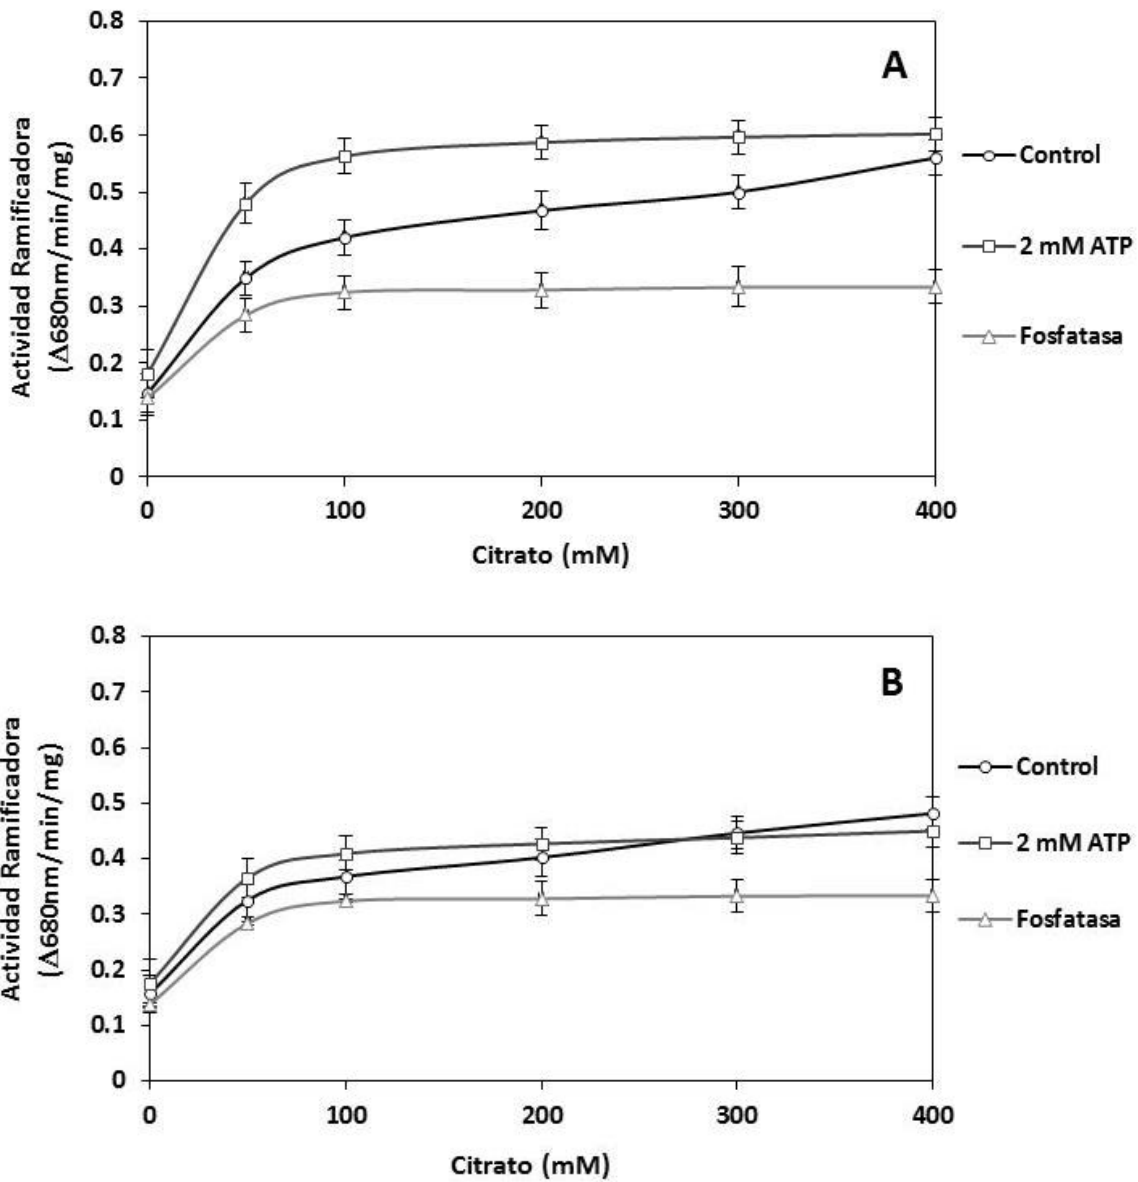 0.8
0.7
0.6
0.5
0.4
0.3
0.2
0.1
0
A
Actividad Ramificadora
(Δ680nm/min/mg)
Control
2 mM ATP
Fosfatasa
0 100 200 300 400
Citrato (mM)
0.8
0.7
0.6
0.5
0.4
0.3
0.2
0.1
0
B
Actividad Ramificadora
(Δ680nm/min/mg)
Control
2 mM ATP
Fosfatasa
0 100 200 300 400
Citrato (mM)